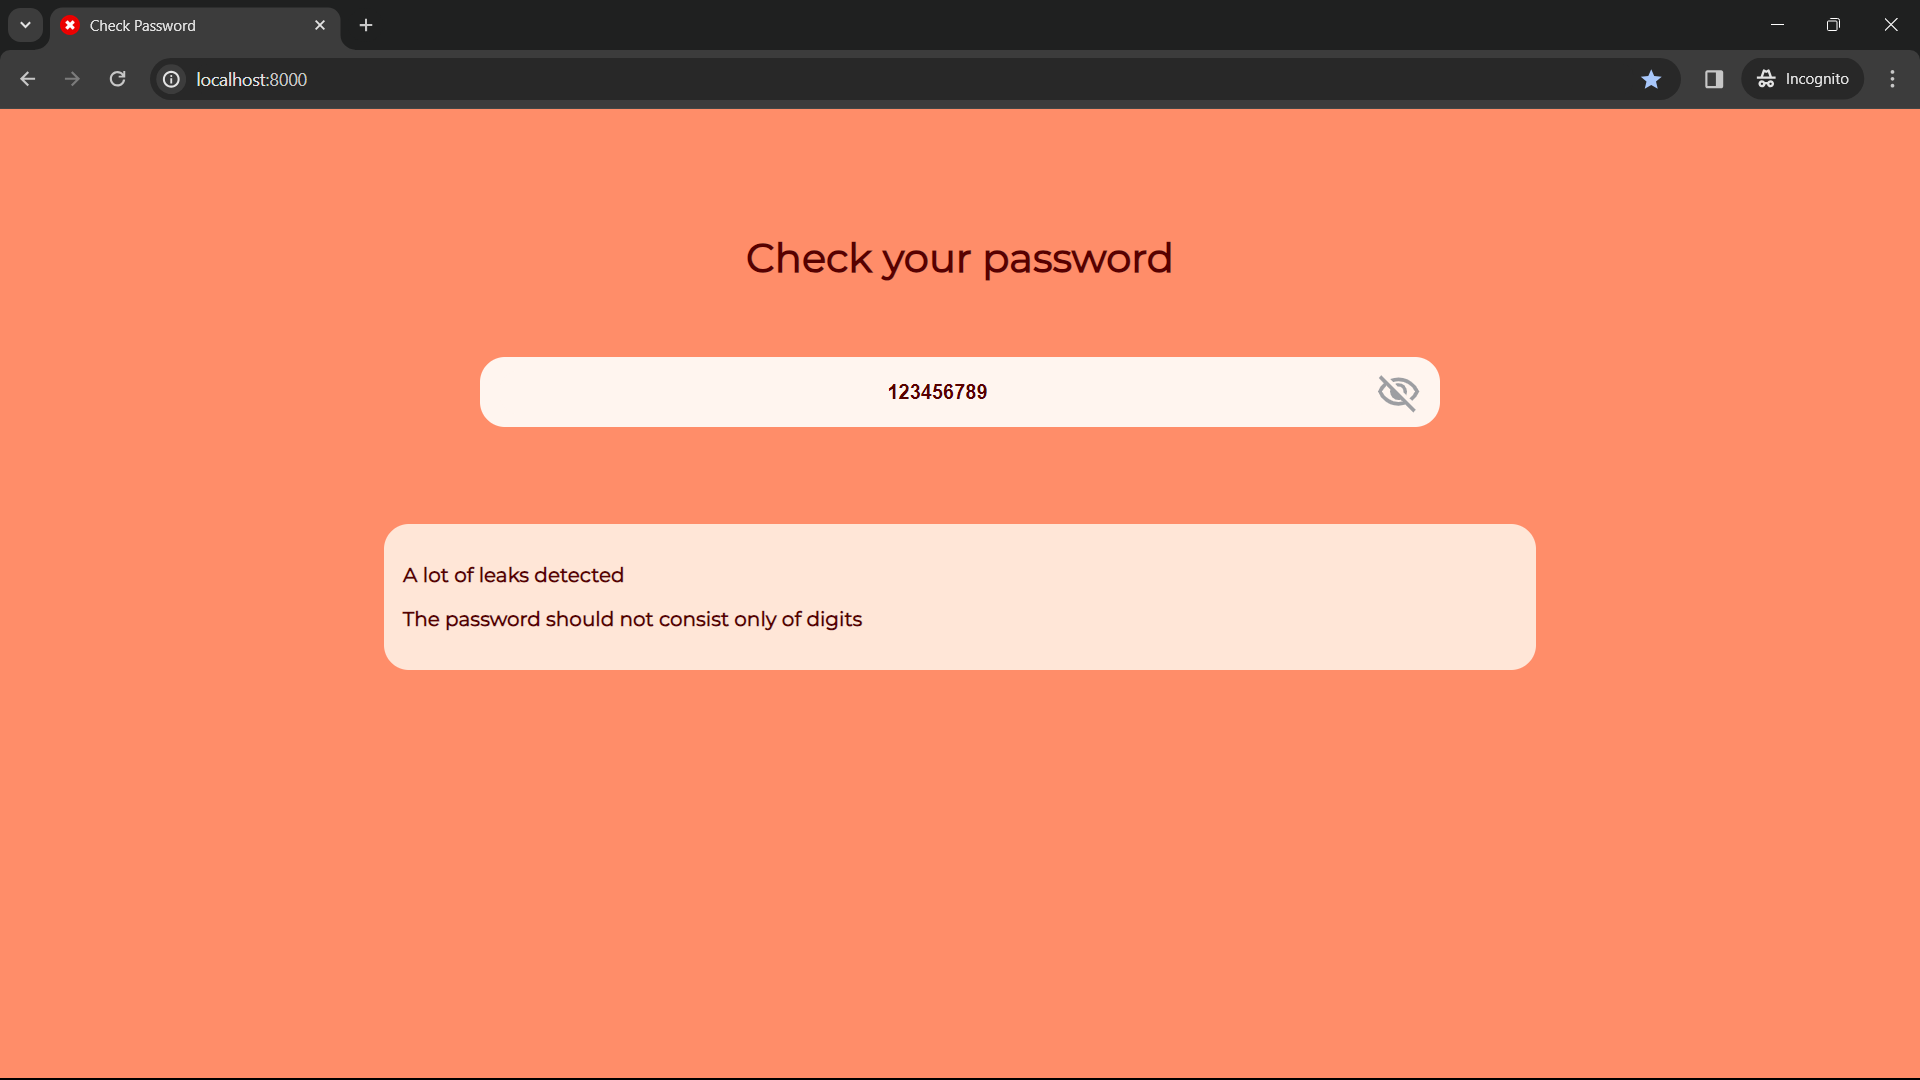 Check Password
localhost:8000
Incognito
Check your password
123456789
A lot of leaks detected
The password should not consist only of digits